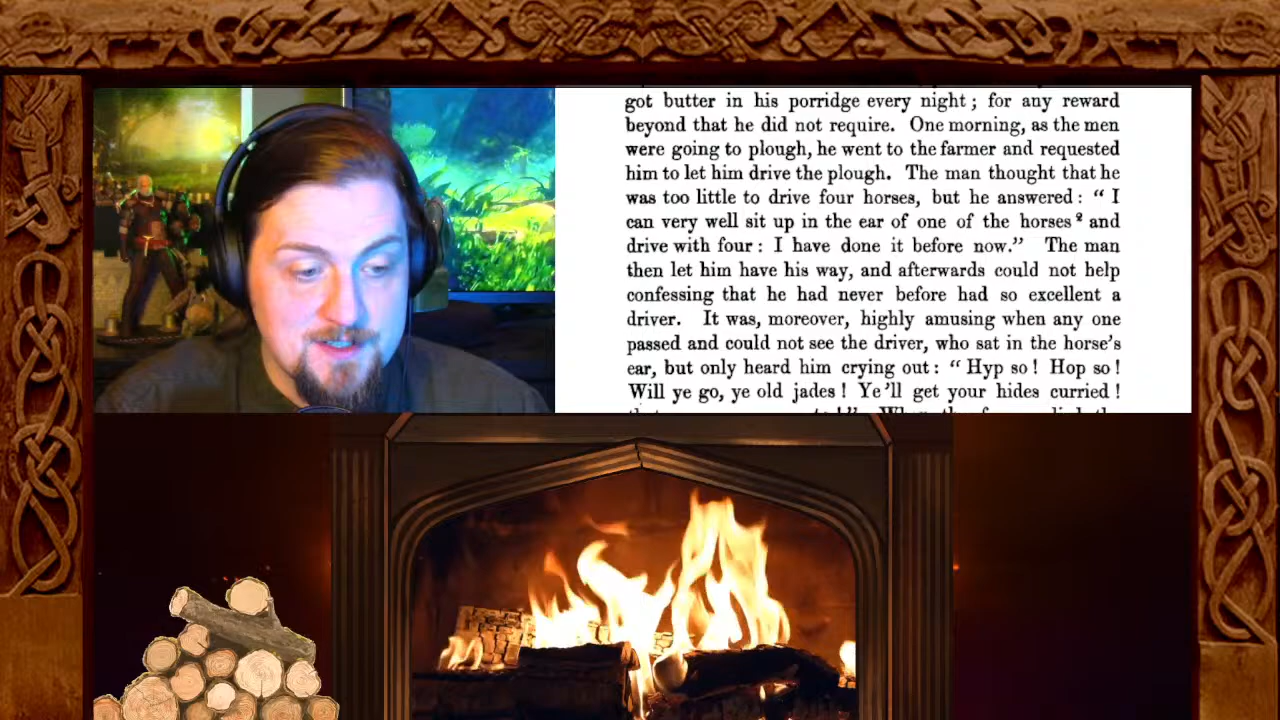 got butter in his porridge every night ; for any reward
beyond that he did not require. One morning, as the men
were going to plough, he went to the farmer and requested
him to let him drive the plough. The man thought that he
was too little to drive four horses, but he answered : “ I
can very well sit up in the ear of one of the horses ² and
drive with four : I have done it before now.” The man
then let him have his way, and afterwards could not help
confessing that he had never before had so excellent a
driver. It was, moreover, highly amusing when any one
passed and could not see the driver, who sat in the horse’s
ear, but only heard him crying out : “ Hyp so ! Hop so !
Will ye go, ye old jades ! Ye’ll get your hides curried !